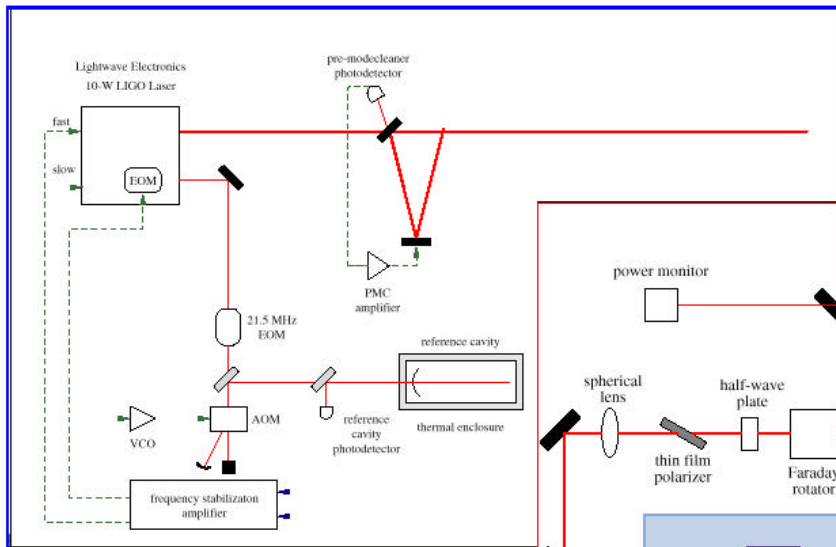 Lightwave Electronics
10-W LIGO Laser
pre-modecleaner
photodetector
fast
slow
EOM
PMC
amplifier
power monitor
21.5 MHz
EOM
reference cavity
spherical
lens
half-wave
plate
AOM
VCO
reference
cavity
photodetector
thermal enclosure
thin film
polarizer
Faraday
rotator
frequency stabilizaton
amplifier